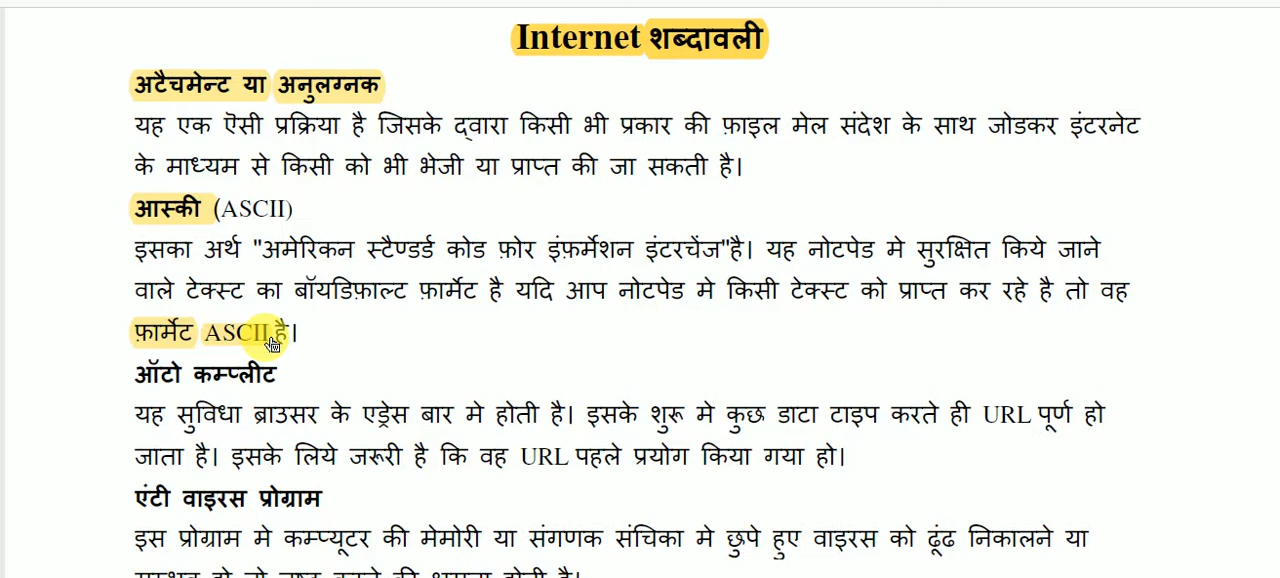 Internet शब्दावली
अटैचमेन्ट या अनुलग्नक
यह एक ऎसी प्रक्रिया है जिसके द्वारा किसी भी प्रकार की फ़ाइल मेल संदेश के साथ जोडकर इंटरनेट
के माध्यम से किसी को भी भेजी या प्राप्त की जा सकती है।
आस्की (ASCII)
इसका अर्थ "अमेरिकन स्टैण्डर्ड कोड फ़ोर इंफ़र्मेशन इंटरचेंज"है। यह नोटपेड मे सुरक्षित किये जाने
वाले टेक्स्ट का बॉयडिफ़ाल्ट फ़ार्मेट है यदि आप नोटपेड मे किसी टेक्स्ट को प्राप्त कर रहे है तो वह
फ़ार्मेट ASCII है।
ऑटो कम्प्लीट
यह सुविधा ब्राउसर के एड्रेस बार मे होती है। इसके शुरू मे कुछ डाटा टाइप करते ही URL पूर्ण हो
जाता है। इसके लिये जरूरी है कि वह URL पहले प्रयोग किया गया हो।
एंटी वाइरस प्रोग्राम
इस प्रोग्राम मे कम्प्यूटर की मेमोरी या संगणक संचिका मे छुपे हुए वाइरस को ढूंढ निकालने या